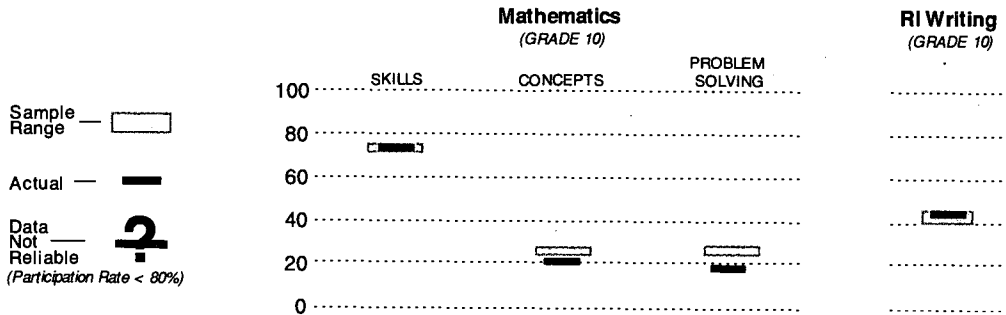 Mathematics
(GRADE 10)
RI Writing
(GRADE 10)
SKILLS
CONCEPTS
PROBLEM
SOLVING
100
80
60
40
20
0
Sample
Range
Actual
Data
Not
Reliable
?
(Participation Rate < 80%)